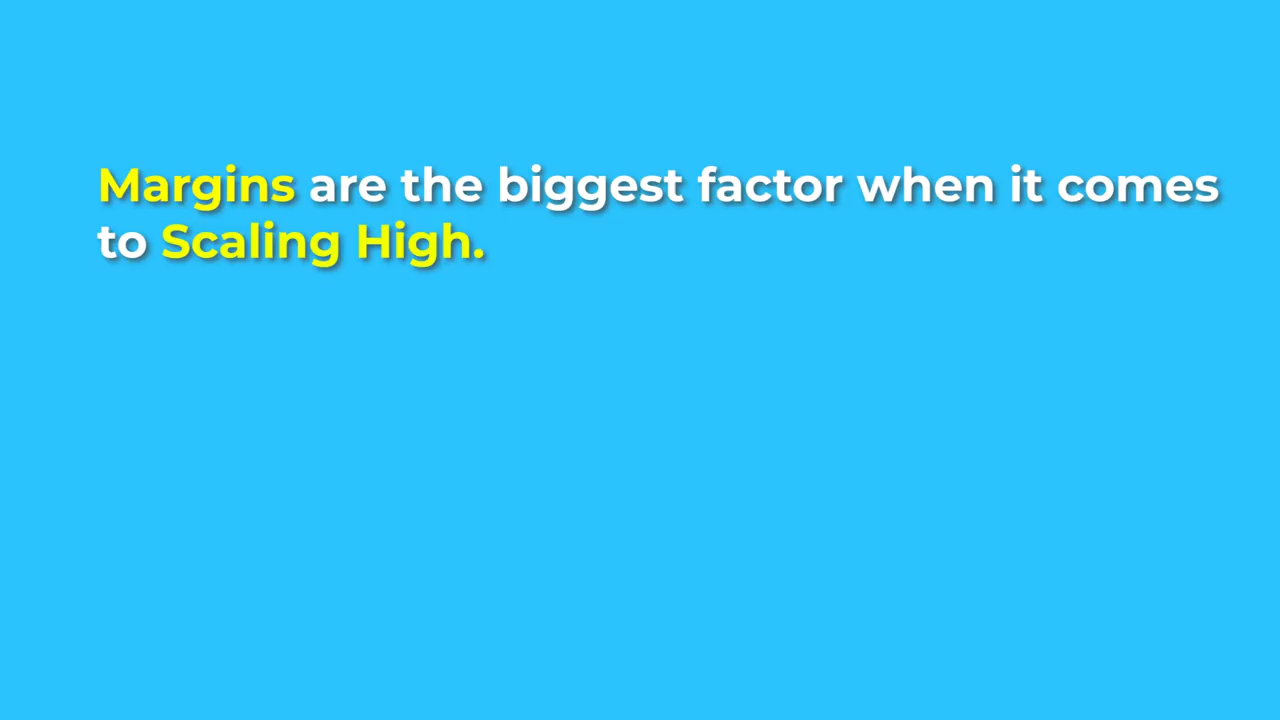 Margins are the biggest factor when it comes
to Scaling High.